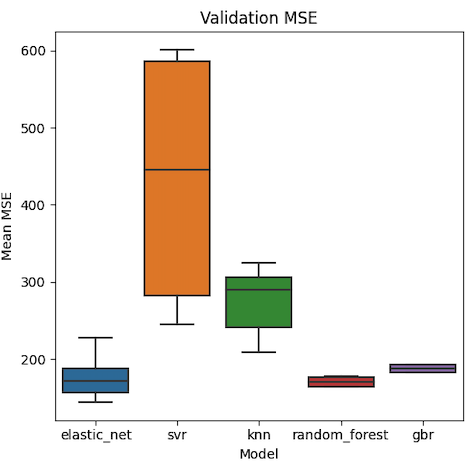 Validation MSE
600
500
400
300
200
Mean MSE
elastic_net svr knn random_forest gbr
Model